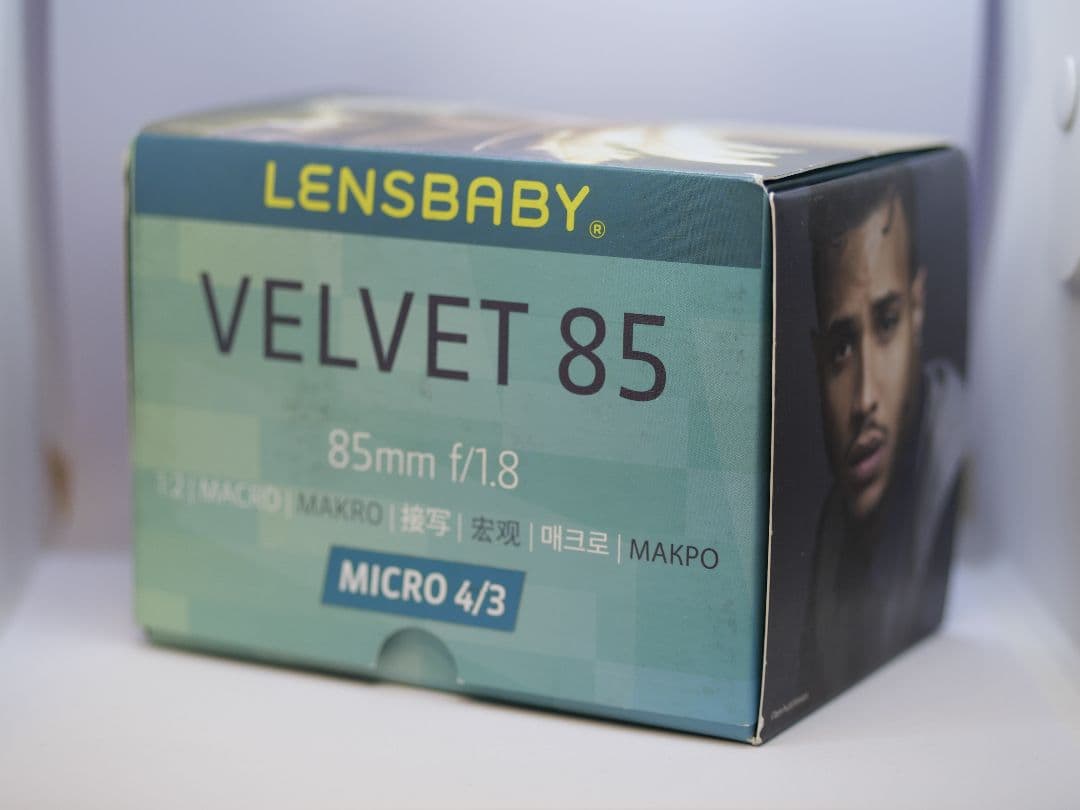 LENSBABY®
VELVET 85
85mm f/1.8
1:2 | MACRO | MAKRO | 接写 | 宏观 | 매크로 | МАКРО
MICRO 4/3